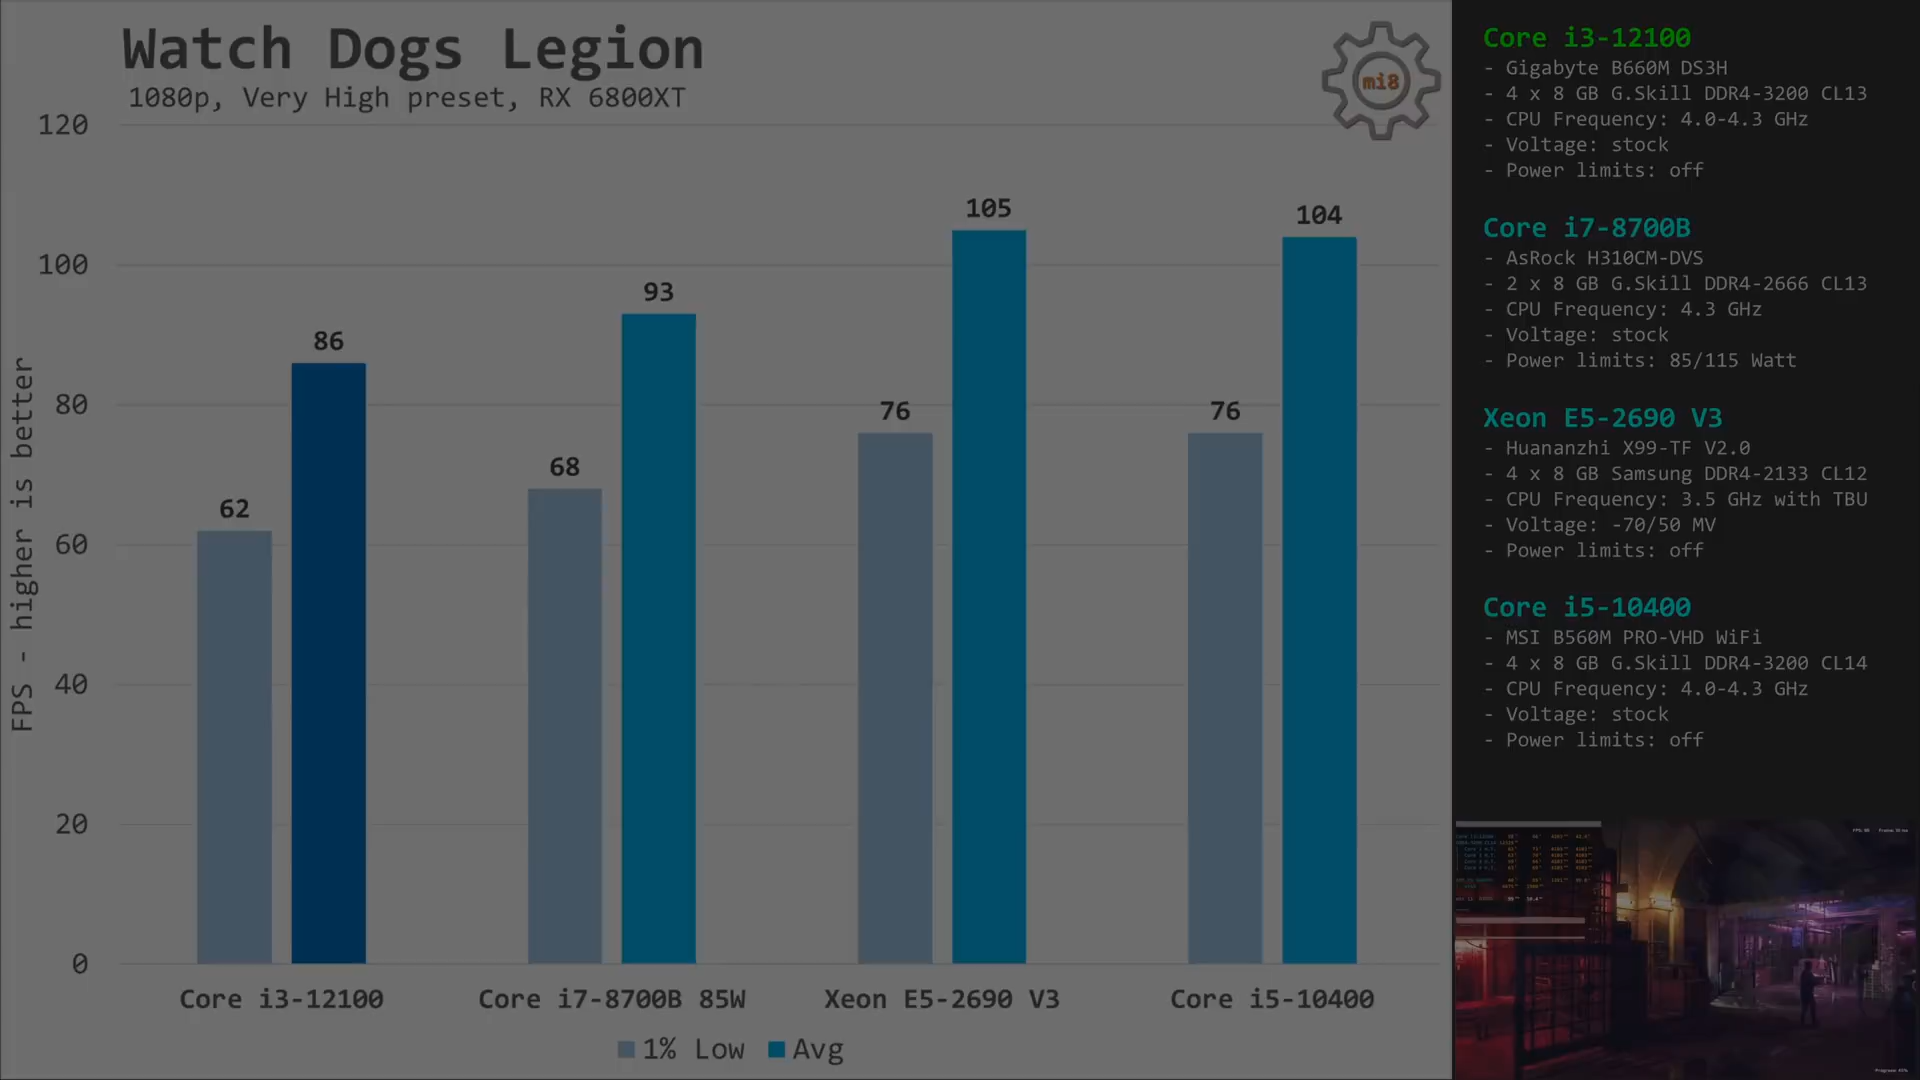 Watch Dogs Legion
1080p, Very High preset, RX 6800XT
mi8
FPS - higher is better
120
100
80
60
40
20
0
62
86
68
93
76
105
76
104
Core i3-12100
Core i7-8700B 85W
Xeon E5-2690 V3
Core i5-10400
1% Low
Avg
Core i3-12100
- Gigabyte B660M DS3H
- 4 x 8 GB G.Skill DDR4-3200 CL13
- CPU Frequency: 4.0-4.3 GHz
- Voltage: stock
- Power limits: off
Core i7-8700B
- AsRock H310CM-DVS
- 2 x 8 GB G.Skill DDR4-2666 CL13
- CPU Frequency: 4.3 GHz
- Voltage: stock
- Power limits: 85/115 Watt
Xeon E5-2690 V3
- Huananzhi X99-TF V2.0
- 4 x 8 GB Samsung DDR4-2133 CL12
- CPU Frequency: 3.5 GHz with TBU
- Voltage: -70/50 MV
- Power limits: off
Core i5-10400
- MSI B560M PRO-VHD WiFi
- 4 x 8 GB G.Skill DDR4-3200 CL14
- CPU Frequency: 4.0-4.3 GHz
- Voltage: stock
- Power limits: off